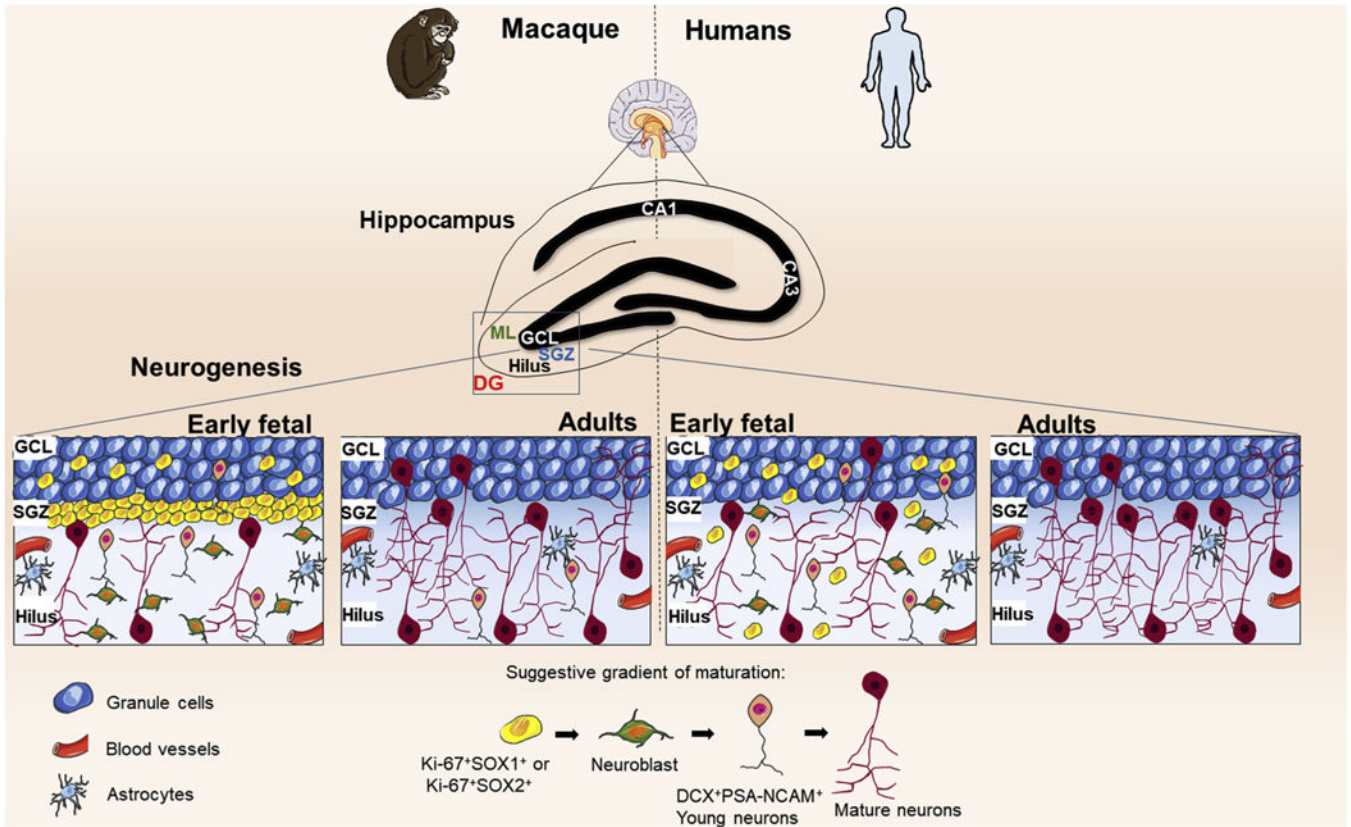 Macaque
Humans
Hippocampus
CA1
CA3
ML
GCL
SGZ
Hilus
DG
Neurogenesis
Early fetal
Adults
Early fetal
Adults
GCL
SGZ
Hilus
GCL
SGZ
Hilus
GCL
SGZ
Hilus
GCL
SGZ
Hilus
Suggestive gradient of maturation:
Granule cells
Blood vessels
Astrocytes
Ki-67⁺SOX1⁺ or
Ki-67⁺SOX2⁺
Neuroblast
DCX⁺PSA-NCAM⁺
Young neurons
Mature neurons